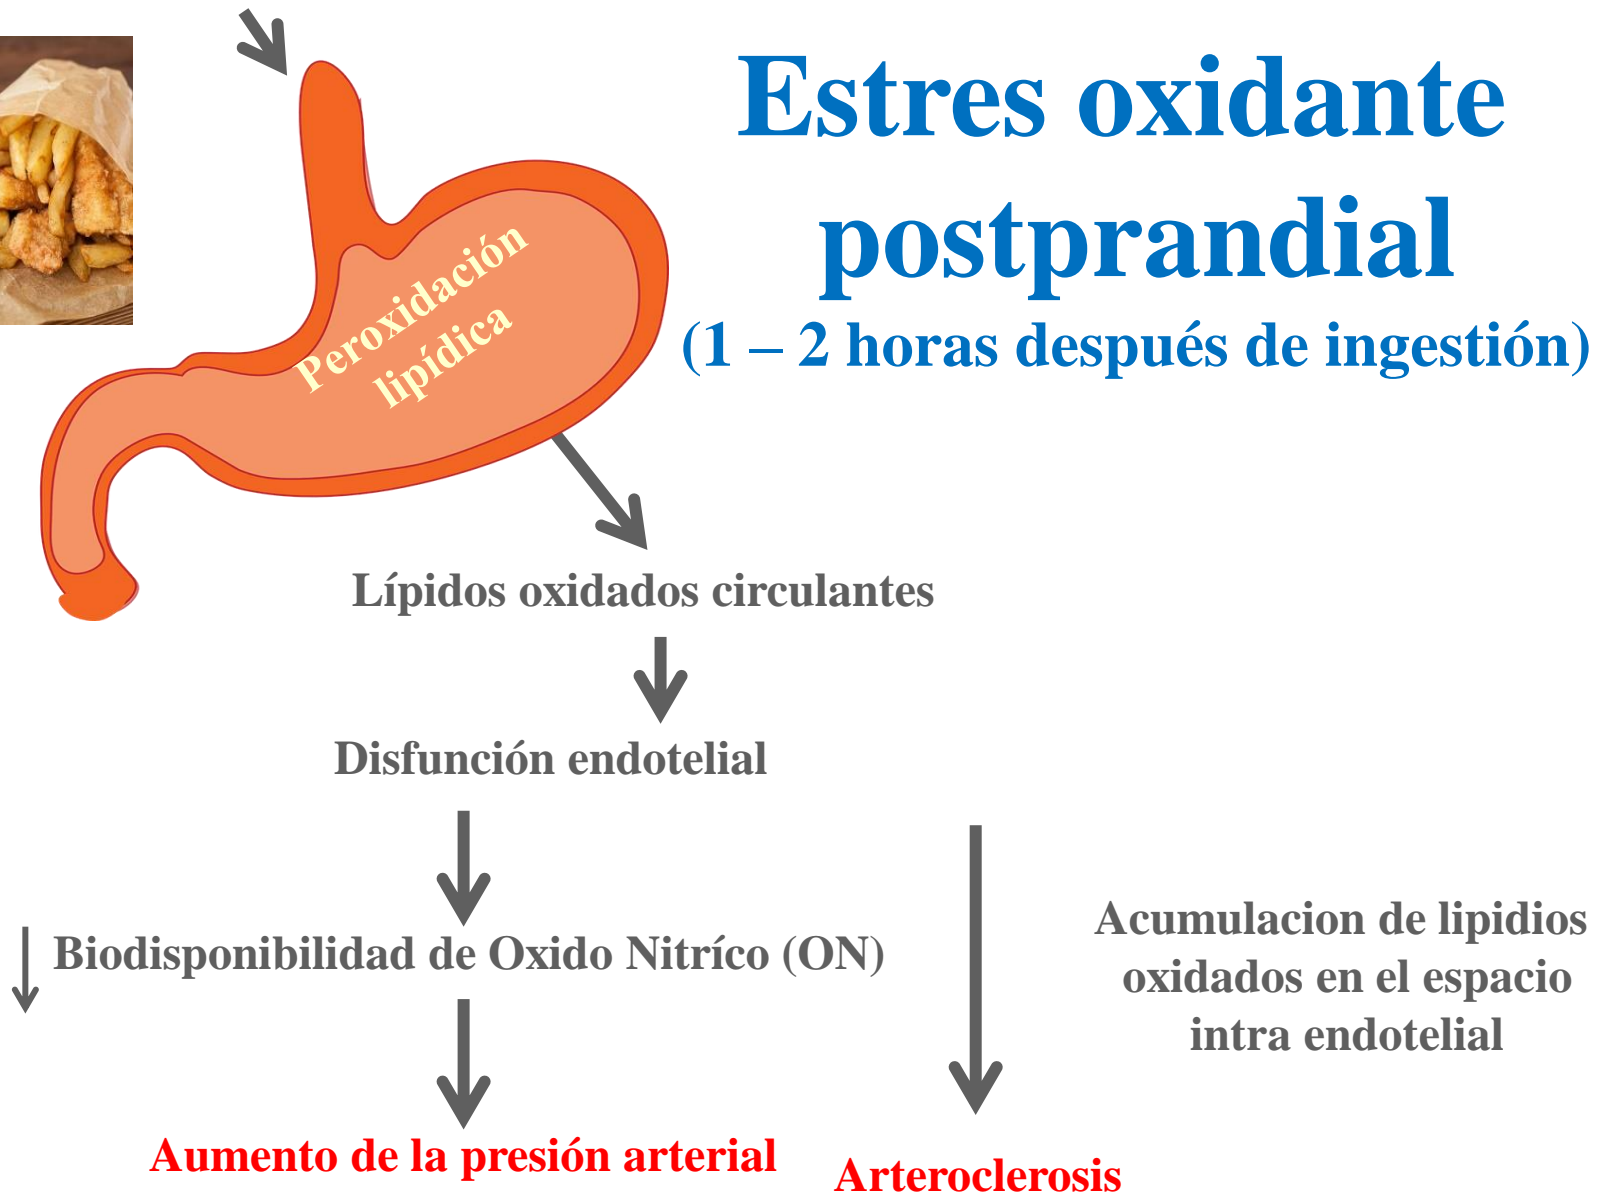 Estres oxidante
postprandial
(1 – 2 horas después de ingestión)
Peroxidación
lipídica
Lípidos oxidados circulantes
Disfunción endotelial
Biodisponibilidad de Oxido Nitríco (ON)
Acumulacion de lipidios
oxidados en el espacio
intra endotelial
Aumento de la presión arterial
Arteroclerosis